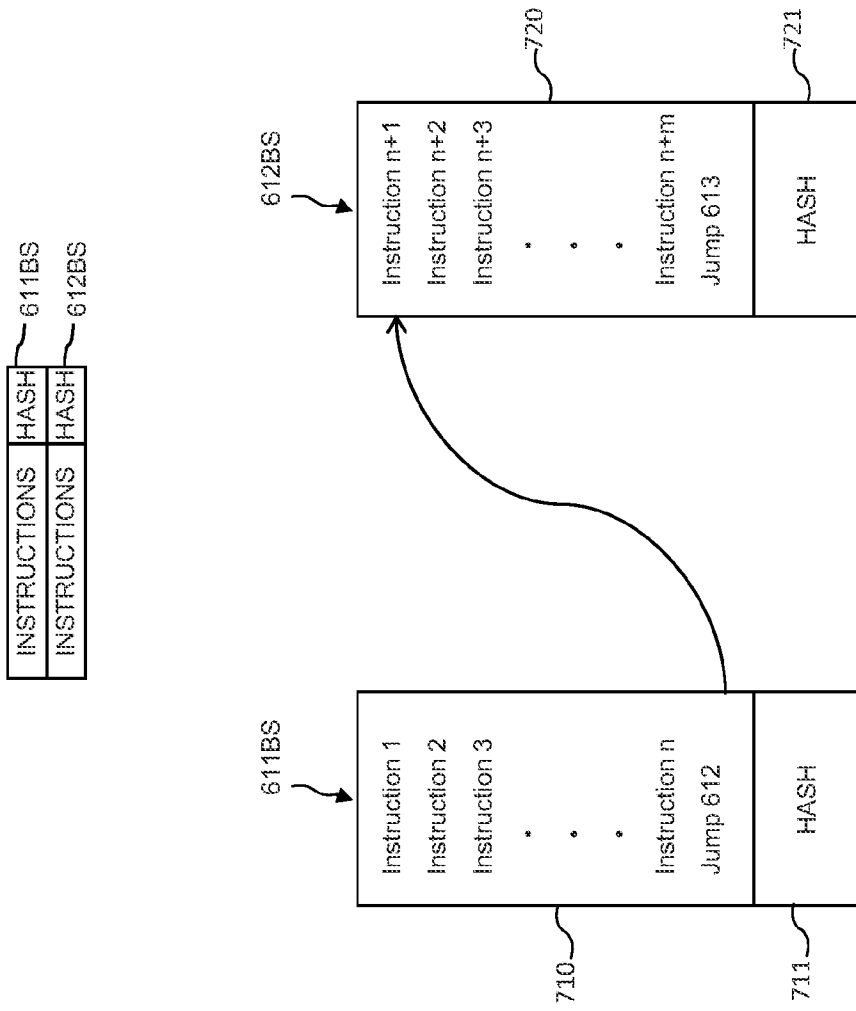 INSTRUCTIONS HASH 611BS
INSTRUCTIONS HASH 612BS
611BS
Instruction 1
Instruction 2
Instruction 3
.
.
.
Instruction n
Jump 612
710
HASH
711
612BS
Instruction n+1
Instruction n+2
Instruction n+3
.
.
.
Instruction n+m
Jump 613
720
HASH
721